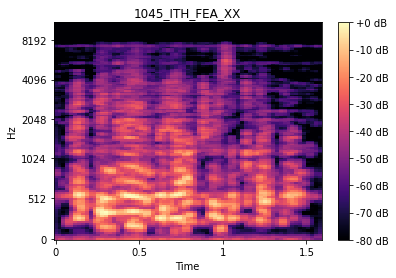 1045_ITH_FEA_XX
8192
4096
2048
1024
512
0
Hz
0
0.5
1
1.5
Time
+0 dB
-10 dB
-20 dB
-30 dB
-40 dB
-50 dB
-60 dB
-70 dB
-80 dB